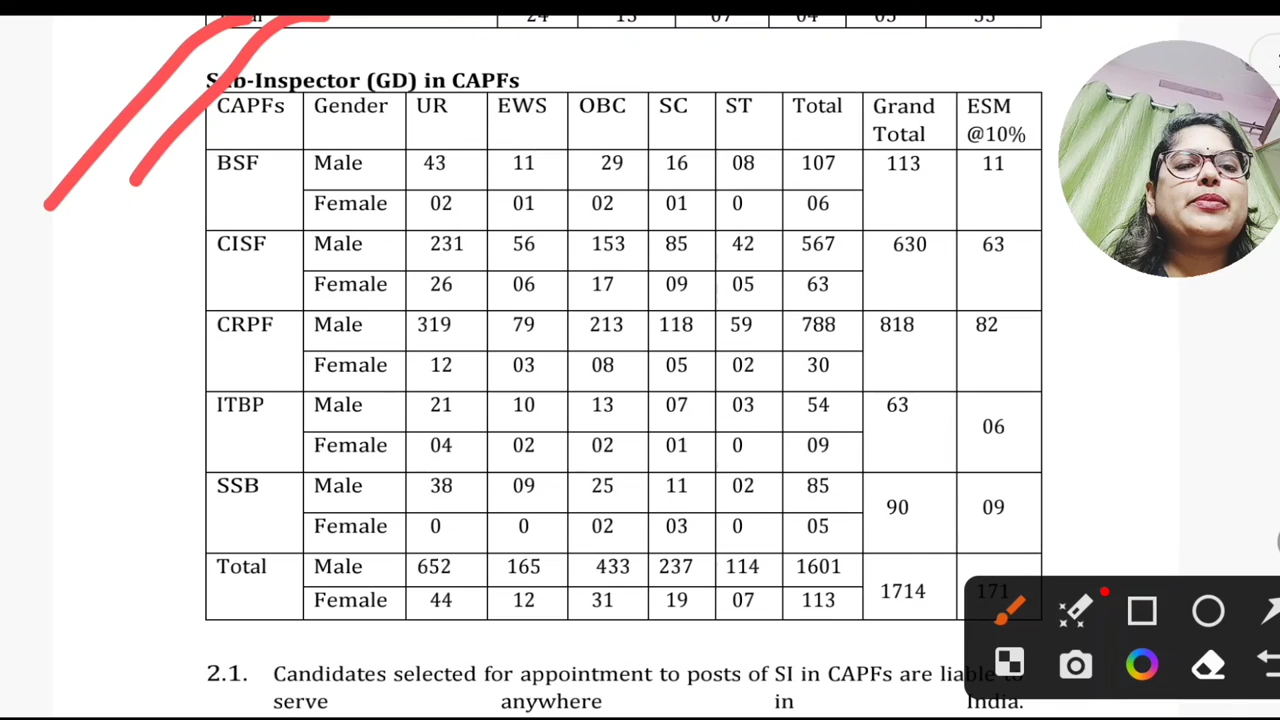 24 13 07 04 05 53
Sub-Inspector (GD) in CAPFs
CAPFs Gender UR EWS OBC SC ST Total Grand Total ESM @10%
BSF Male 43 11 29 16 08 107 113 11
Female 02 01 02 01 0 06
CISF Male 231 56 153 85 42 567 630 63
Female 26 06 17 09 05 63
CRPF Male 319 79 213 118 59 788 818 82
Female 12 03 08 05 02 30
ITBP Male 21 10 13 07 03 54 63 06
Female 04 02 02 01 0 09
SSB Male 38 09 25 11 02 85 90 09
Female 0 0 02 03 0 05
Total Male 652 165 433 237 114 1601 1714 171
Female 44 12 31 19 07 113
2.1. Candidates selected for appointment to posts of SI in CAPFs are liable to
serve anywhere in India.